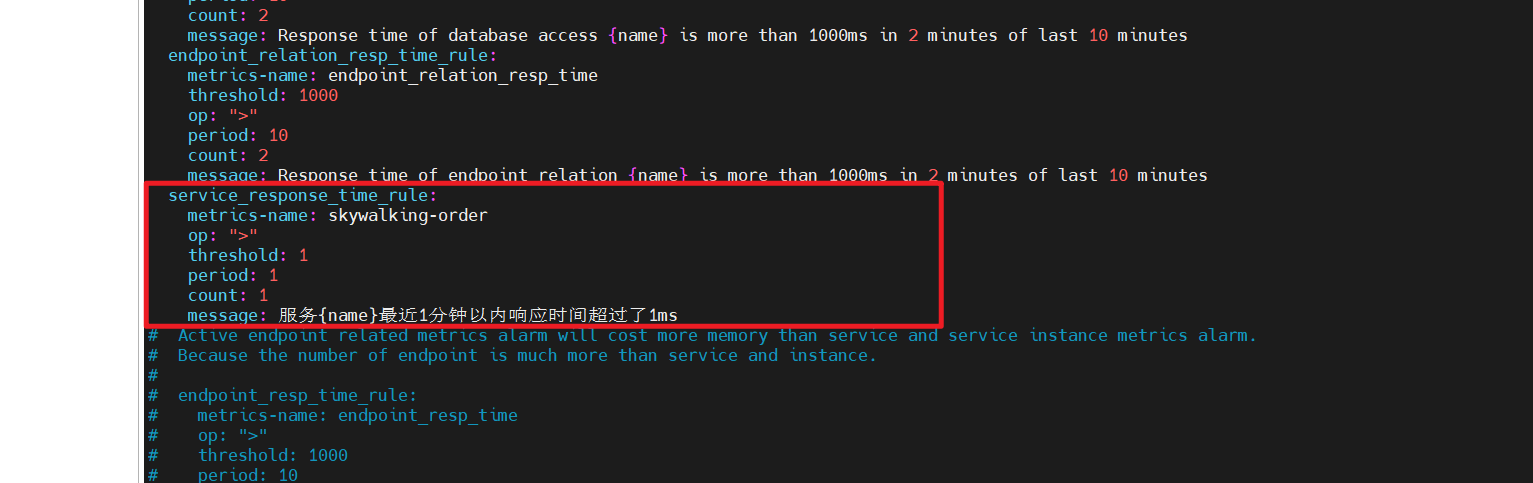 count: 2
message: Response time of database access {name} is more than 1000ms in 2 minutes of last 10 minutes
endpoint_relation_resp_time_rule:
metrics-name: endpoint_relation_resp_time
threshold: 1000
op: ">"
period: 10
count: 2
message: Response time of endpoint relation {name} is more than 1000ms in 2 minutes of last 10 minutes
service_response_time_rule:
metrics-name: skywalking-order
op: ">"
threshold: 1
period: 1
count: 1
message: 服务{name}最近1分钟以内响应时间超过了1ms
#  Active endpoint related metrics alarm will cost more memory than service and service instance metrics alarm.
#  Because the number of endpoint is much more than service and instance.
#
#  endpoint_resp_time_rule:
#    metrics-name: endpoint_resp_time
#    op: ">"
#    threshold: 1000
#    period: 10